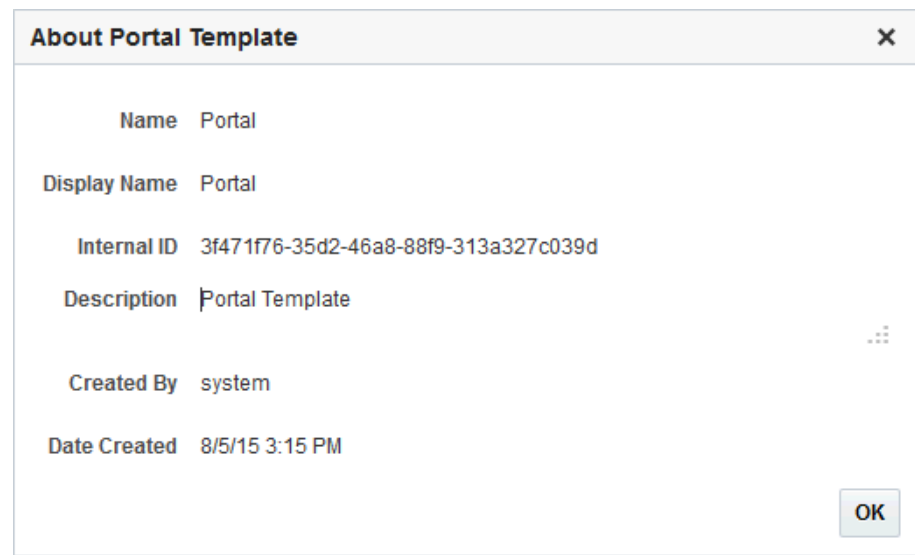 About Portal Template
Name Portal
Display Name Portal
Internal ID 3f471f76-35d2-46a8-88f9-313a327c039d
Description Portal Template
Created By system
Date Created 8/5/15 3:15 PM
OK